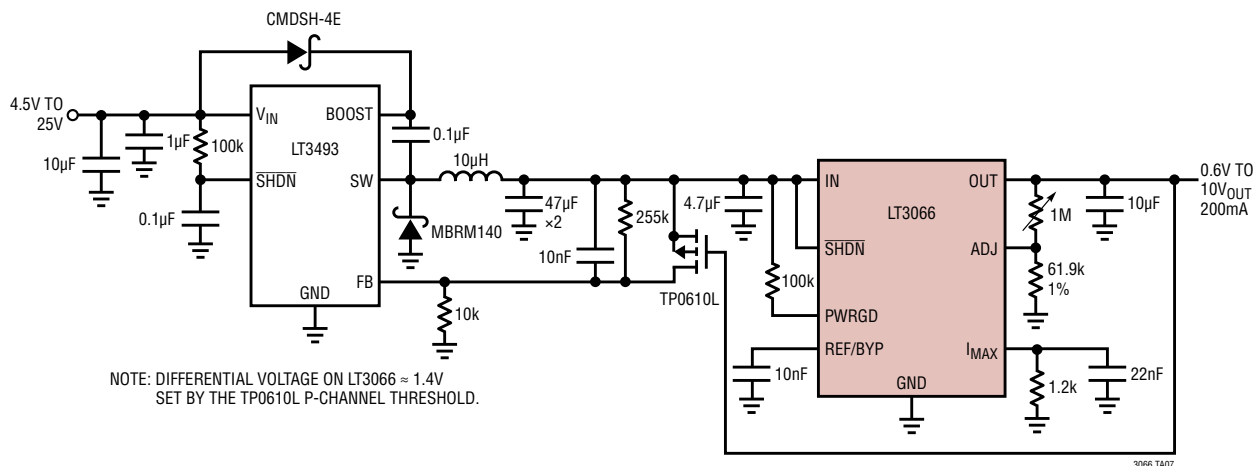 CMDSH-4E
4.5V TO
25V
10µF
1µF
100k
0.1µF
VIN
BOOST
LT3493
SHDN
SW
FB
GND
0.1µF
10µH
MBRM140
47µF
×2
10k
10nF
255k
TP0610L
4.7µF
100k
IN
OUT
LT3066
SHDN
ADJ
PWRGD
REF/BYP
IMAX
GND
10nF
1M
61.9k
1%
10µF
1.2k
22nF
0.6V TO
10VOUT
200mA
NOTE: DIFFERENTIAL VOLTAGE ON LT3066 ≈ 1.4V
SET BY THE TP0610L P-CHANNEL THRESHOLD.
3066 TA07